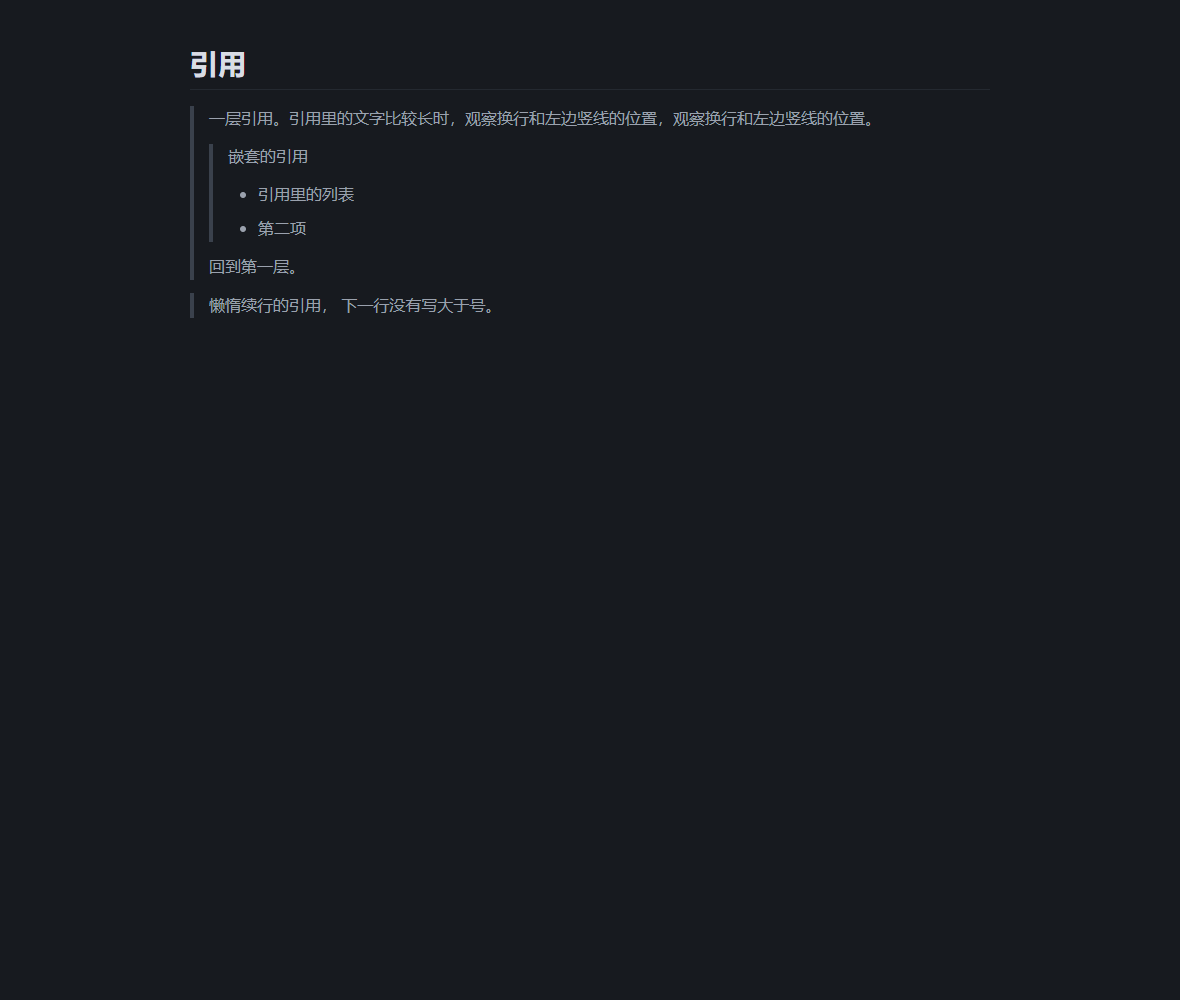 引用
一层引用。引用里的文字比较长时，观察换行和左边竖线的位置，观察换行和左边竖线的位置。
嵌套的引用
引用里的列表
第二项
回到第一层。
懒惰续行的引用， 下一行没有写大于号。